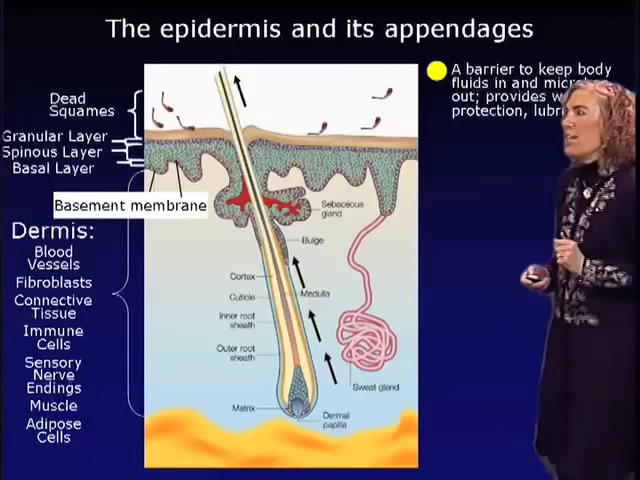 The epidermis and its appendages
A barrier to keep body
fluids in and
out; provides
protection,
Dead
Squames
Granular Layer
Spinous Layer
Basal Layer
Basement membrane
Dermis:
Blood
Vessels
Fibroblasts
Connective
Tissue
Immune
Cells
Sensory
Nerve
Endings
Muscle
Adipose
Cells
Sebaceous
gland
Bulge
Cortex
Medulla
Cuticle
Inner root
sheath
Outer root
sheath
Sweat gland
Matrix
Dermal
papilla